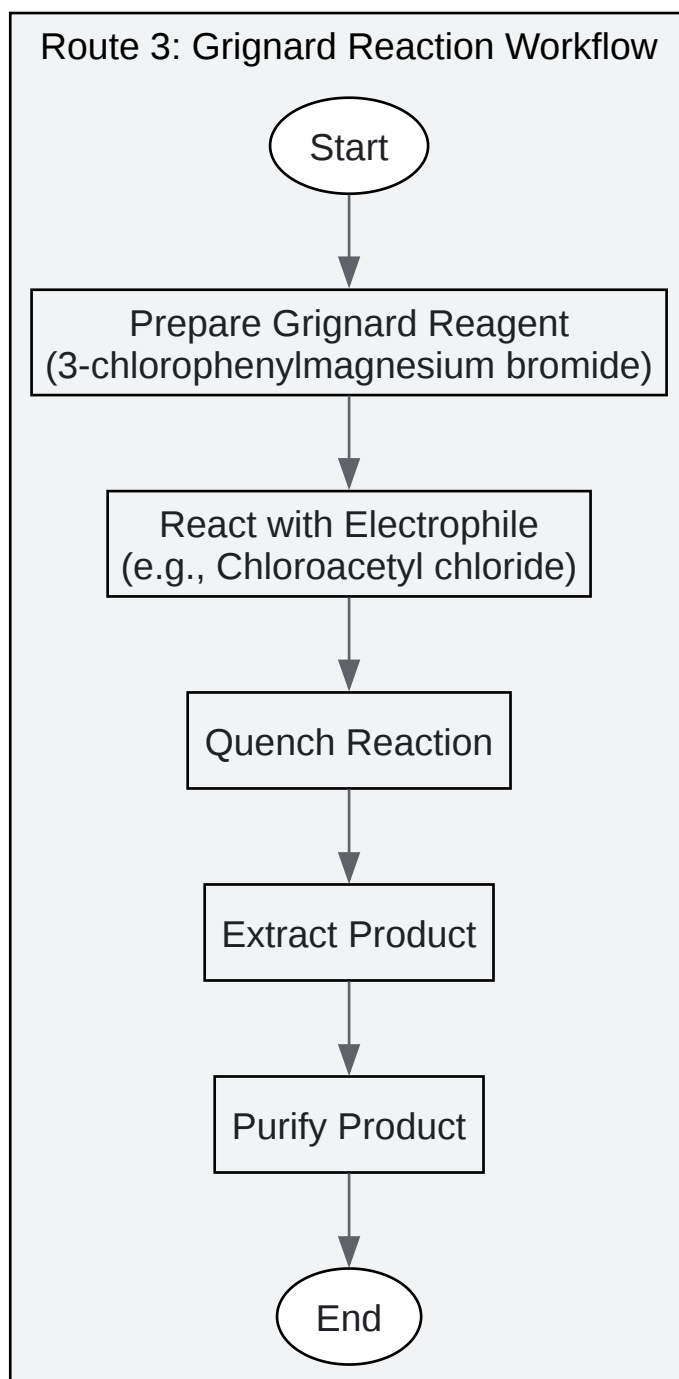 Route 3: Grignard Reaction Workflow
Start
Prepare Grignard Reagent
(3-chlorophenylmagnesium bromide)
React with Electrophile
(e.g., Chloroacetyl chloride)
Quench Reaction
Extract Product
Purify Product
End